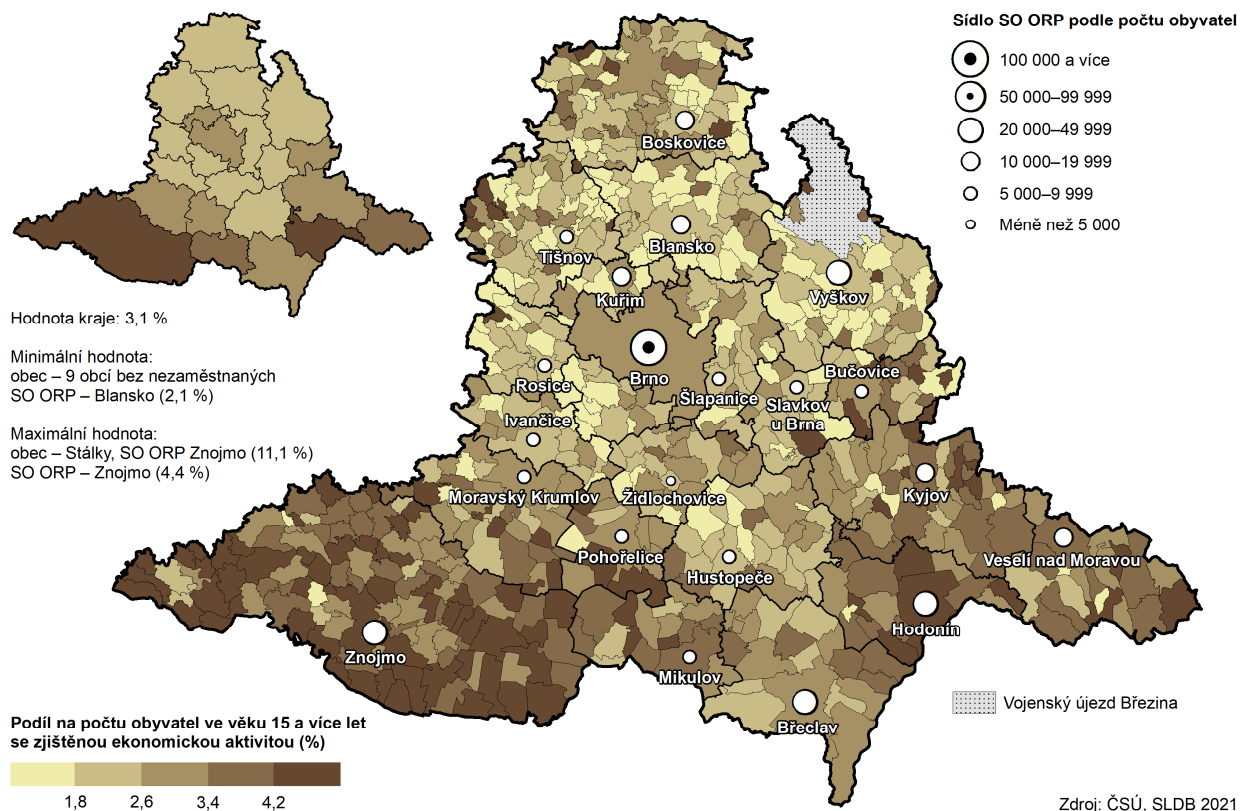 Sídlo SO ORP podle počtu obyvatel
100 000 a více
50 000–99 999
20 000–49 999
10 000–19 999
5 000–9 999
Méně než 5 000
Hodnota kraje: 3,1 %
Minimální hodnota:
obec – 9 obcí bez nezaměstnaných
SO ORP – Blansko (2,1 %)
Maximální hodnota:
obec – Stálky, SO ORP Znojmo (11,1 %)
SO ORP – Znojmo (4,4 %)
Boskovice
Blansko
Tišnov
Kuřim
Vyškov
Brno
Rosice
Šlapanice
Bučovice
Slavkov
u Brna
Ivančice
Moravský Krumlov
Židlochovice
Kyjov
Pohořelice
Hustopeče
Veselí nad Moravou
Hodonín
Znojmo
Mikulov
Břeclav
Vojenský újezd Březina
Podíl na počtu obyvatel ve věku 15 a více let
se zjištěnou ekonomickou aktivitou (%)
1,8 2,6 3,4 4,2
Zdroj: ČSÚ, SLDB 2021